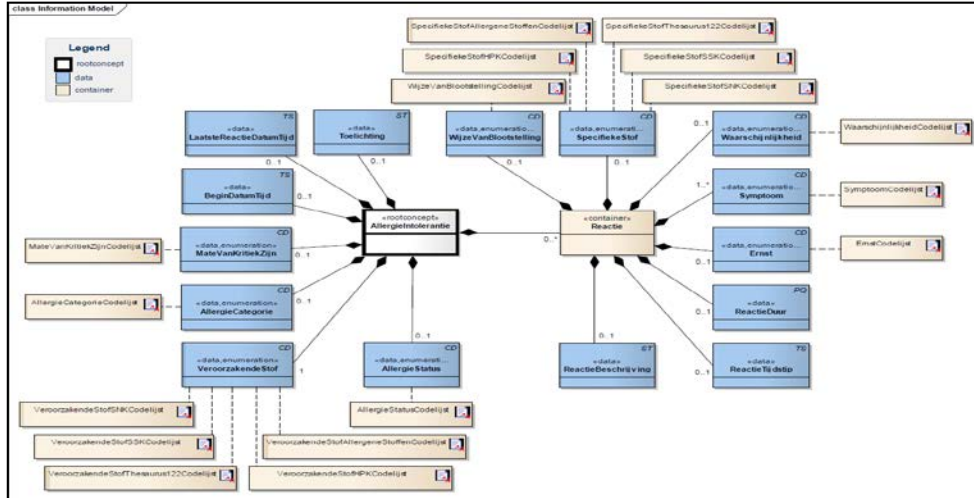 class Information Model
Legend
rootconcept
data
container
SpecifiekeStofAllergeneStoffenCodelijst
SpecifiekeStofThesaurus122Codelijst
SpecifiekeStofHPKCodelijst
SpecifiekeStofSSKCodelijst
WijzeVanBlootstellingCodelijst
SpecifiekeStofSNKCodelijst
TS
«data»
LaatsteReactieDatumTijd
0..1
ST
«data»
Toelichting
0..1
CD
«data,enumeratio...
WijzeVanBlootstelling
0..1
CD
«data,enumerati...
SpecifiekeStof
0..1
CD
«data,enumeratio...
Waarschijnlijkheid
0..1
WaarschijnlijkheidCodelijst
TS
«data»
BeginDatumTijd
0..1
«rootconcept»
AllergieIntolerantie
0..*
«container»
Reactie
CD
«data,enumeratio...
Symptoom
1..*
SymptoomCodelijst
MateVanKritiekZijnCodelijst
CD
«data,enumeration»
MateVanKritiekZijn
0..1
CD
«data,enumeratio...
Ernst
0..1
ErnstCodelijst
AllergieCategorieCodelijst
CD
«data,enumeration»
AllergieCategorie
0..1
PQ
«data»
ReactieDuur
0..1
CD
«data,enumeration»
VeroorzakendeStof
1
CD
«data,enumerati...
AllergieStatus
0..1
ST
«data»
ReactieBeschrijving
0..1
TS
«data»
ReactieTijdstip
0..1
VeroorzakendeStofSNKCodelijst
AllergieStatusCodelijst
VeroorzakendeStofSSKCodelijst
VeroorzakendeStofAllergeneStoffenCodelijst
VeroorzakendeStofThesaurus122Codelijst
VeroorzakendeStofHPKCodelijst